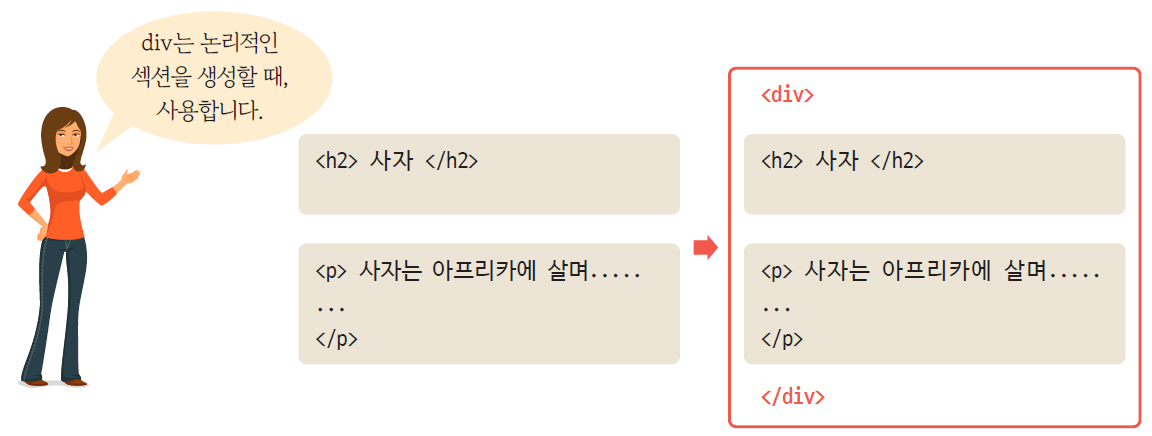 div는 논리적인
섹션을 생성할 때,
사용합니다.
<h2> 사자 </h2>
<p> 사자는 아프리카에 살며.....
...
</p>
<div>
<h2> 사자 </h2>
<p> 사자는 아프리카에 살며.....
...
</p>
</div>